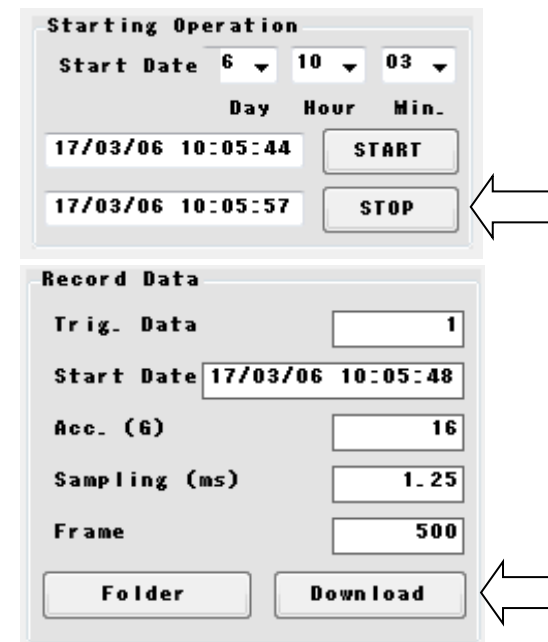 Starting Operation
Start Date 6 10 03
Day Hour Min.
17/03/06 10:05:44 START
17/03/06 10:05:57 STOP
Record Data
Trig. Data 1
Start Date 17/03/06 10:05:48
Acc. (G) 16
Sampling (ms) 1.25
Frame 500
Folder Download